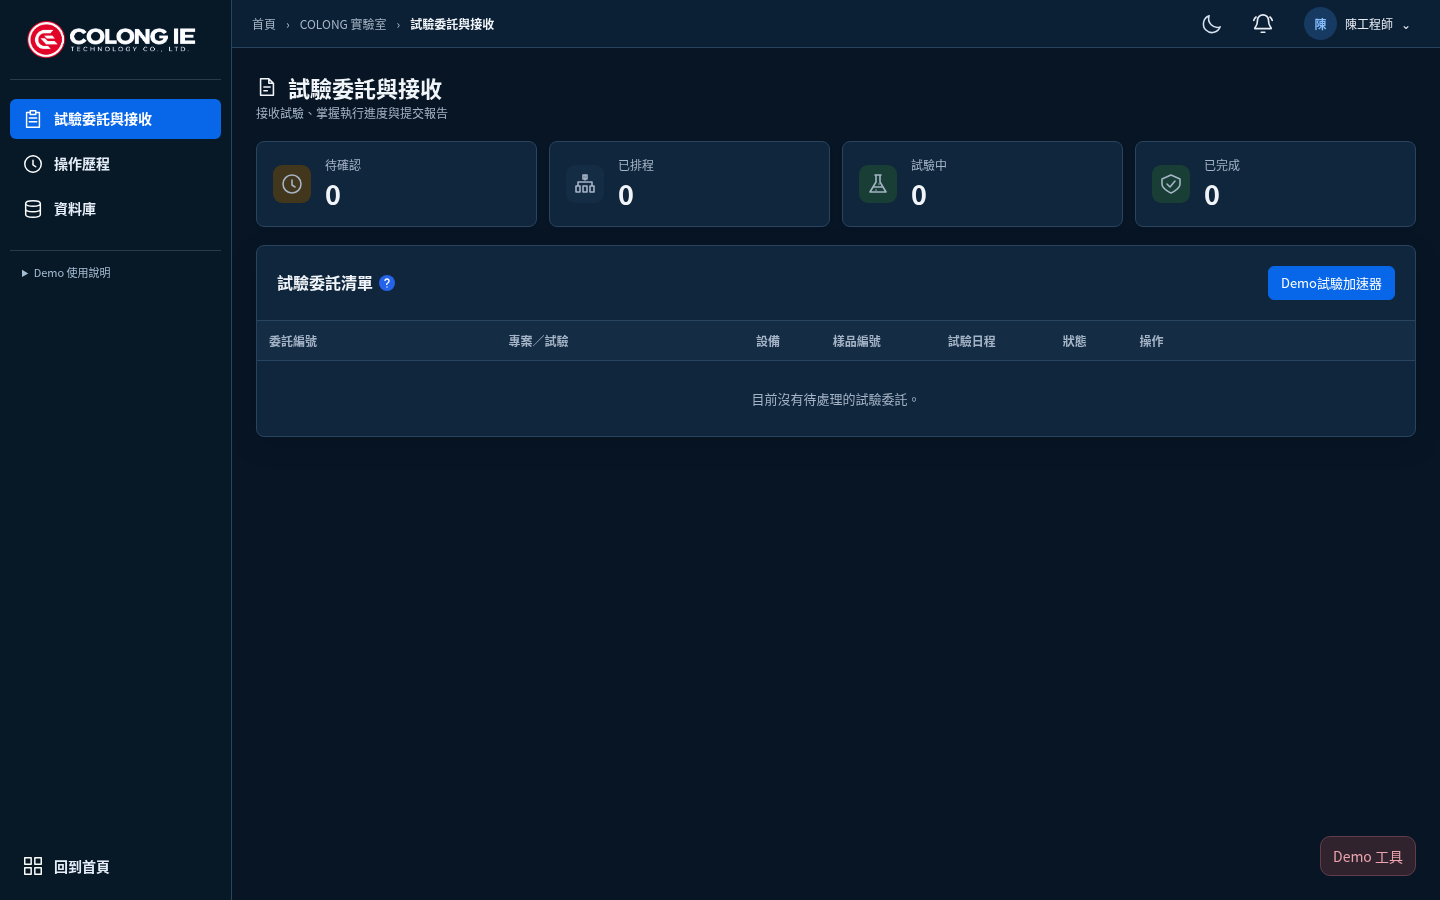 COLONG IE
TECHNOLOGY CO., LTD.
試驗委託與接收
操作歷程
資料庫
Demo 使用說明
回到首頁
首頁 › COLONG 實驗室 › 試驗委託與接收
陳 陳工程師
試驗委託與接收
接收試驗、掌握執行進度與提交報告
待確認
0
已排程
0
試驗中
0
已完成
0
試驗委託清單 ?
Demo試驗加速器
委託編號 專案／試驗 設備 樣品編號 試驗日程 狀態 操作
目前沒有待處理的試驗委託。
Demo 工具